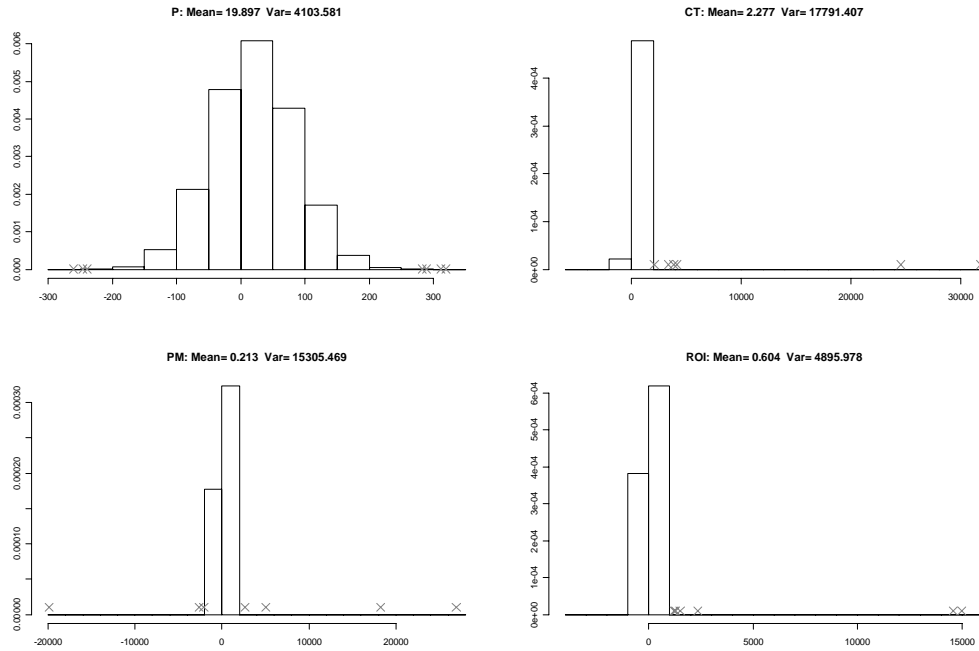 P: Mean= 19.897 Var= 4103.581
0.000 0.001 0.002 0.003 0.004 0.005 0.006
-300 -200 -100 0 100 200 300
CT: Mean= 2.277 Var= 17791.407
0e+00 1e-04 2e-04 3e-04 4e-04
0 10000 20000 30000
PM: Mean= 0.213 Var= 15305.469
0.00000 0.00010 0.00020 0.00030
-20000 -10000 0 10000 20000
ROI: Mean= 0.604 Var= 4895.978
0e+00 1e-04 2e-04 3e-04 4e-04 5e-04 6e-04
0 5000 10000 15000